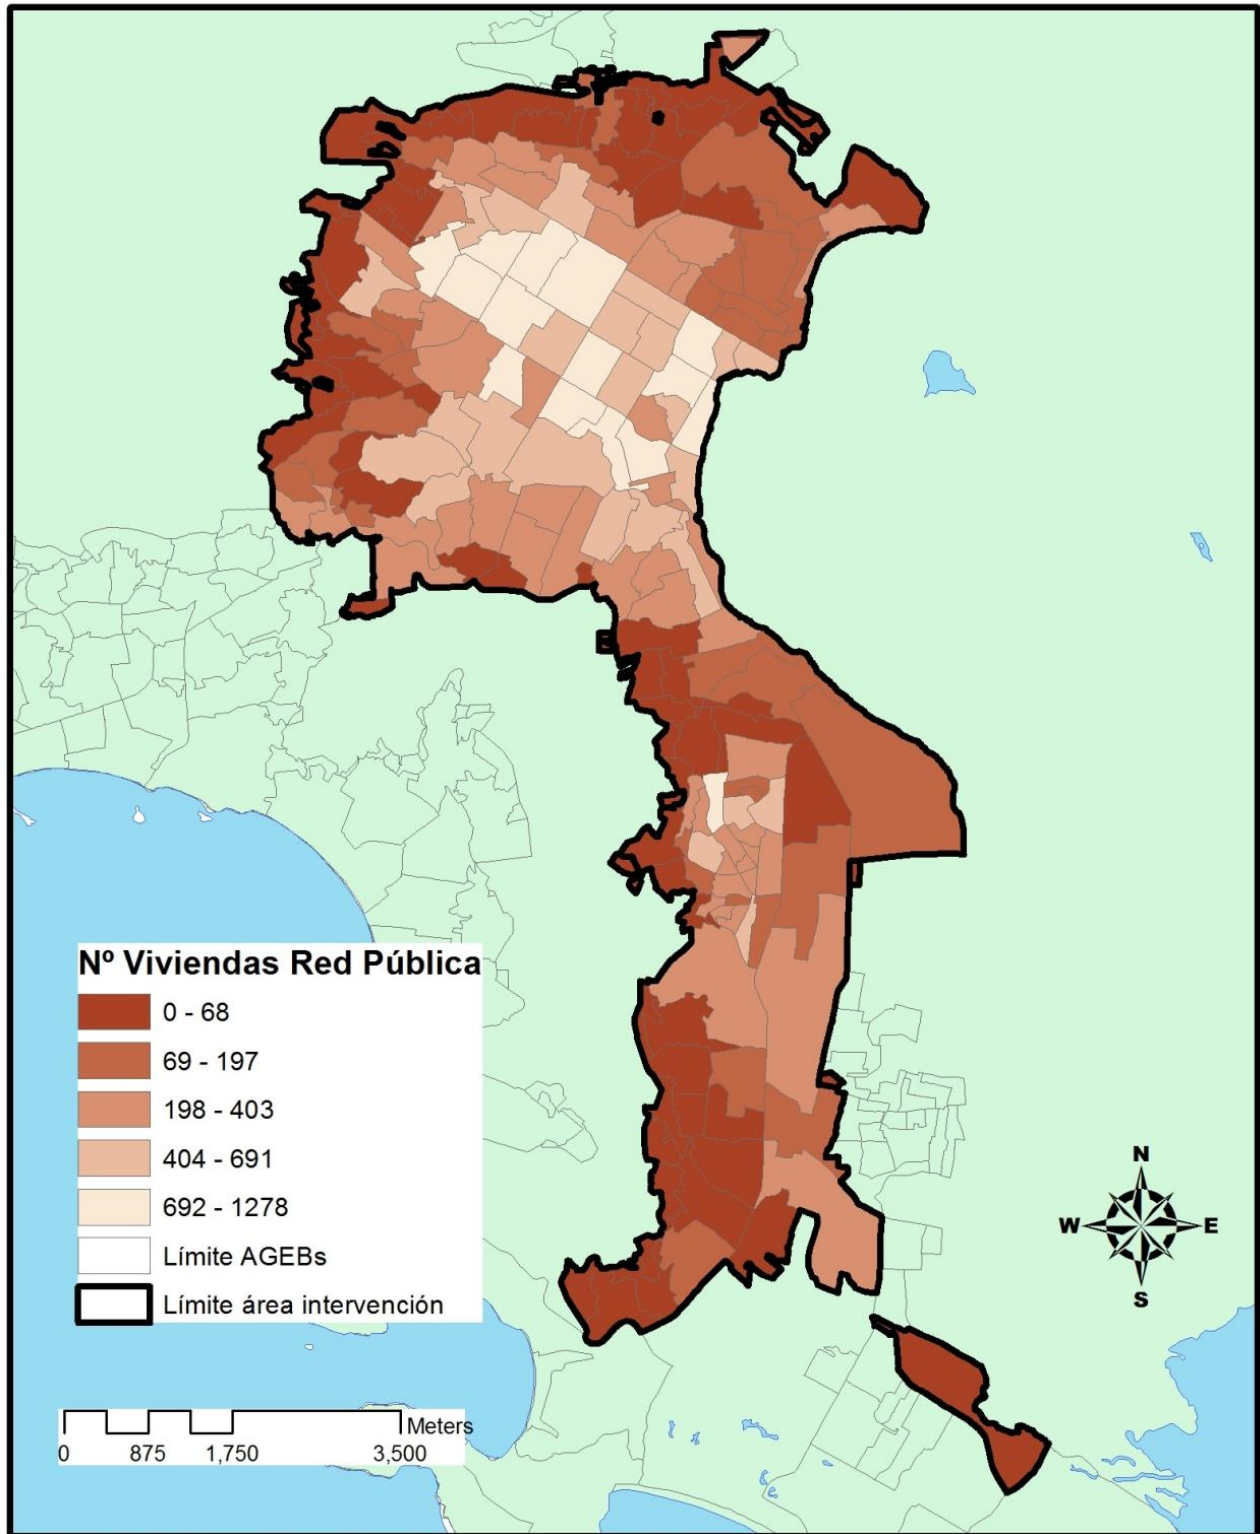 Nº Viviendas Red Pública
0 - 68
69 - 197
198 - 403
404 - 691
692 - 1278
Límite AGEBs
Límite área intervención
N
W E
S
Meters
0 875 1,750 3,500